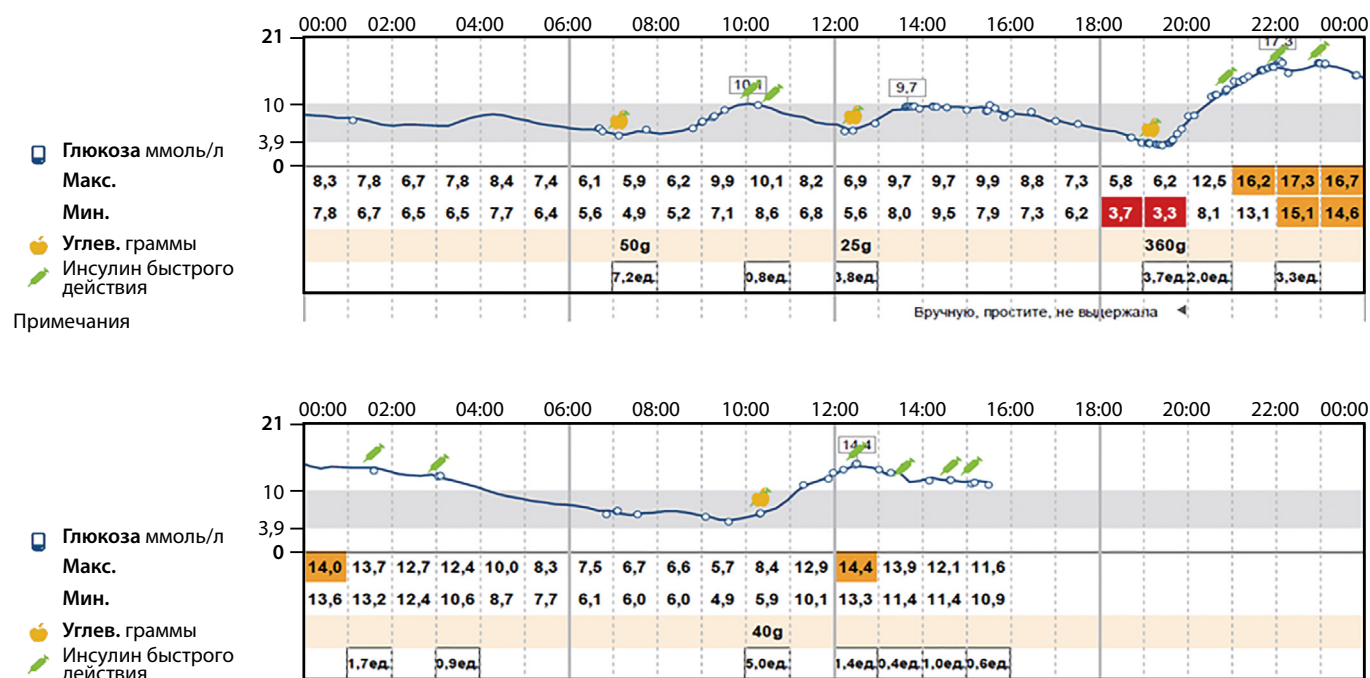 00:00 02:00 04:00 06:00 08:00 10:00 12:00 14:00 16:00 18:00 20:00 22:00 00:00
21
17,3
10,1
9,7
10
3,9
0
Глюкоза ммоль/л
Макс. 8,3 7,8 6,7 7,8 8,4 7,4 6,1 5,9 6,2 9,9 10,1 8,2 6,9 9,7 9,7 9,9 8,8 7,3 5,8 6,2 12,5 16,2 17,3 16,7
Мин. 7,8 6,7 6,5 6,5 7,7 6,4 5,6 4,9 5,2 7,1 8,6 6,8 5,6 8,0 9,5 7,9 7,3 6,2 3,7 3,3 8,1 13,1 15,1 14,6
Углев. граммы 50g 25g 360g
Инсулин быстрого
действия 7,2ед. 0,8ед. 3,8ед. 3,7ед. 2,0ед. 3,3ед.
Вручную, простите, не выдержала
Примечания
00:00 02:00 04:00 06:00 08:00 10:00 12:00 14:00 16:00 18:00 20:00 22:00 00:00
21
14,4
10
3,9
0
Глюкоза ммоль/л
Макс. 14,0 13,7 12,7 12,4 10,0 8,3 7,5 6,7 6,6 5,7 8,4 12,9 14,4 13,9 12,1 11,6
Мин. 13,6 13,2 12,4 10,6 8,7 7,7 6,1 6,0 6,0 4,9 5,9 10,1 13,3 11,4 11,4 10,9
Углев. граммы 40g
Инсулин быстрого
действия 1,7ед. 0,9ед. 5,0ед. 1,4ед. 0,4ед. 1,0ед. 0,6ед.